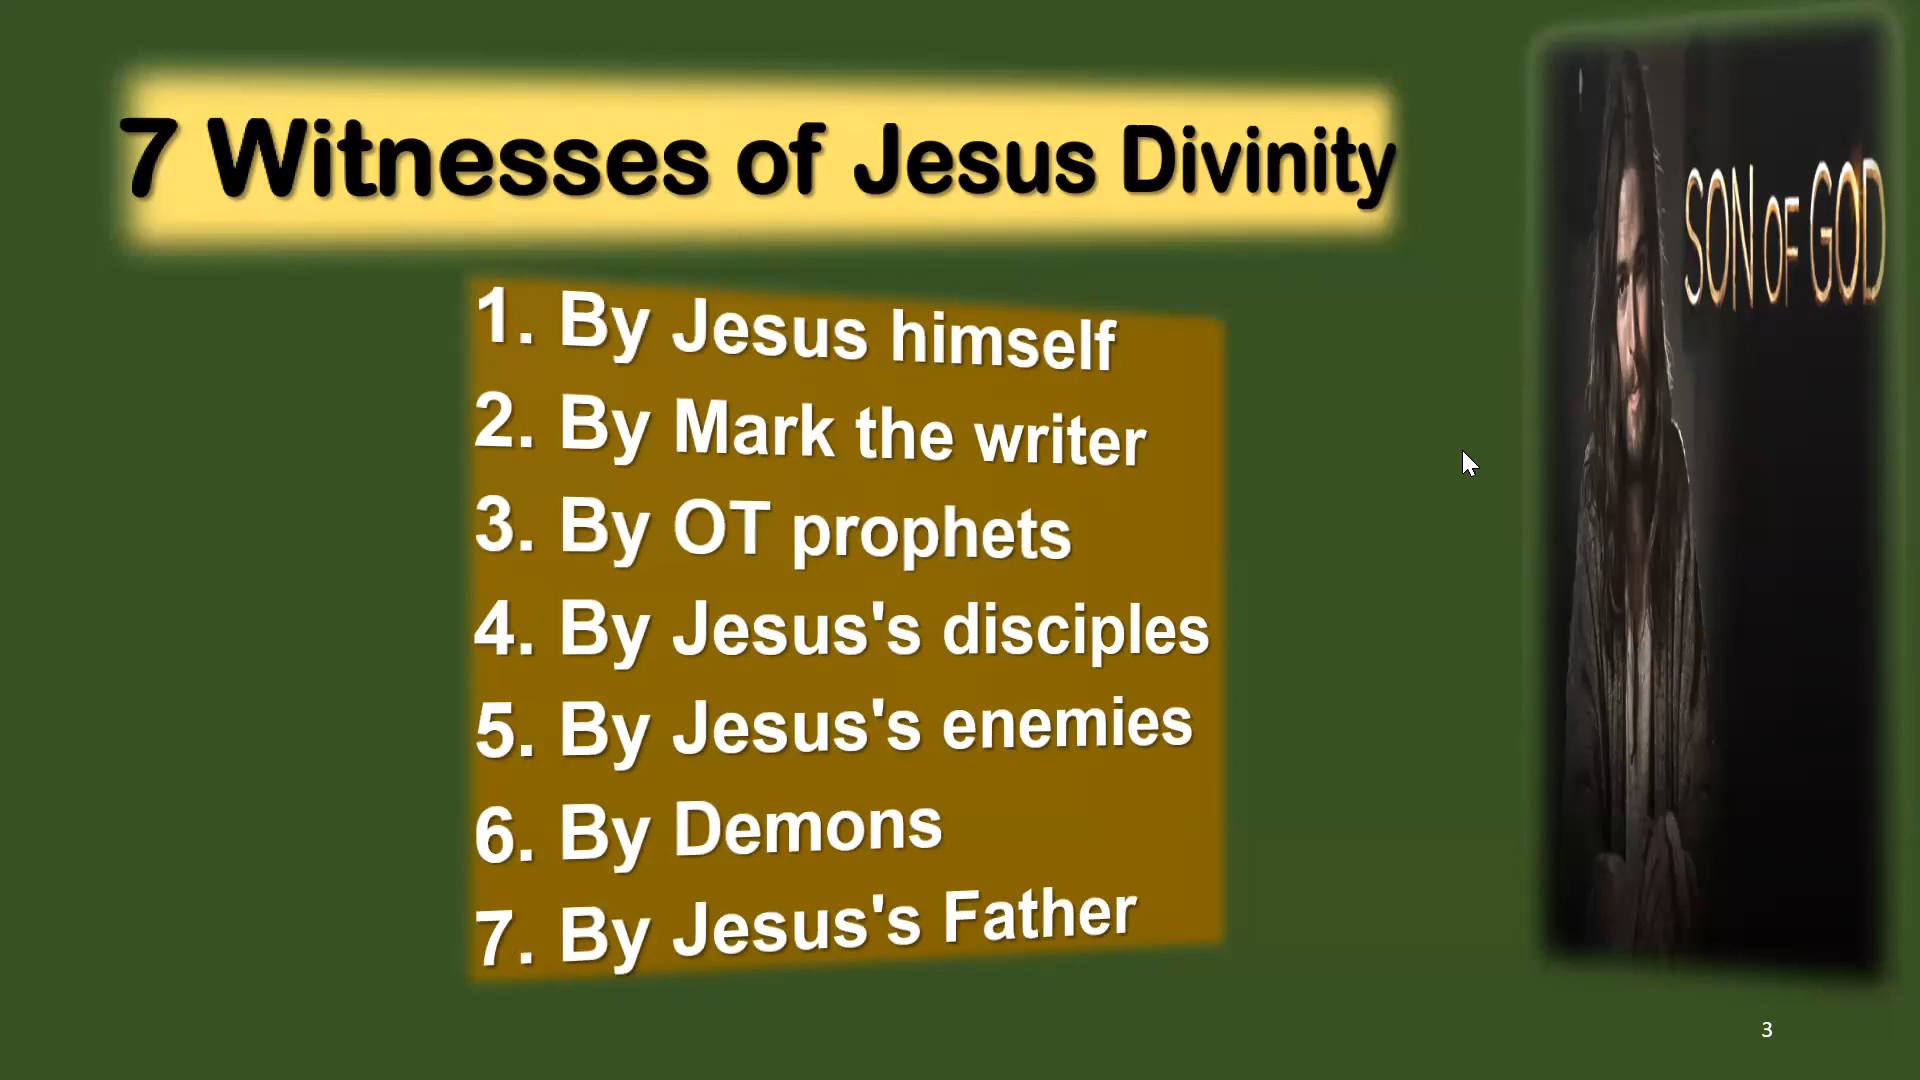 7 Witnesses of Jesus Divinity
1. By Jesus himself
2. By Mark the writer
3. By OT prophets
4. By Jesus's disciples
5. By Jesus's enemies
6. By Demons
7. By Jesus's Father
SON OF GOD
3